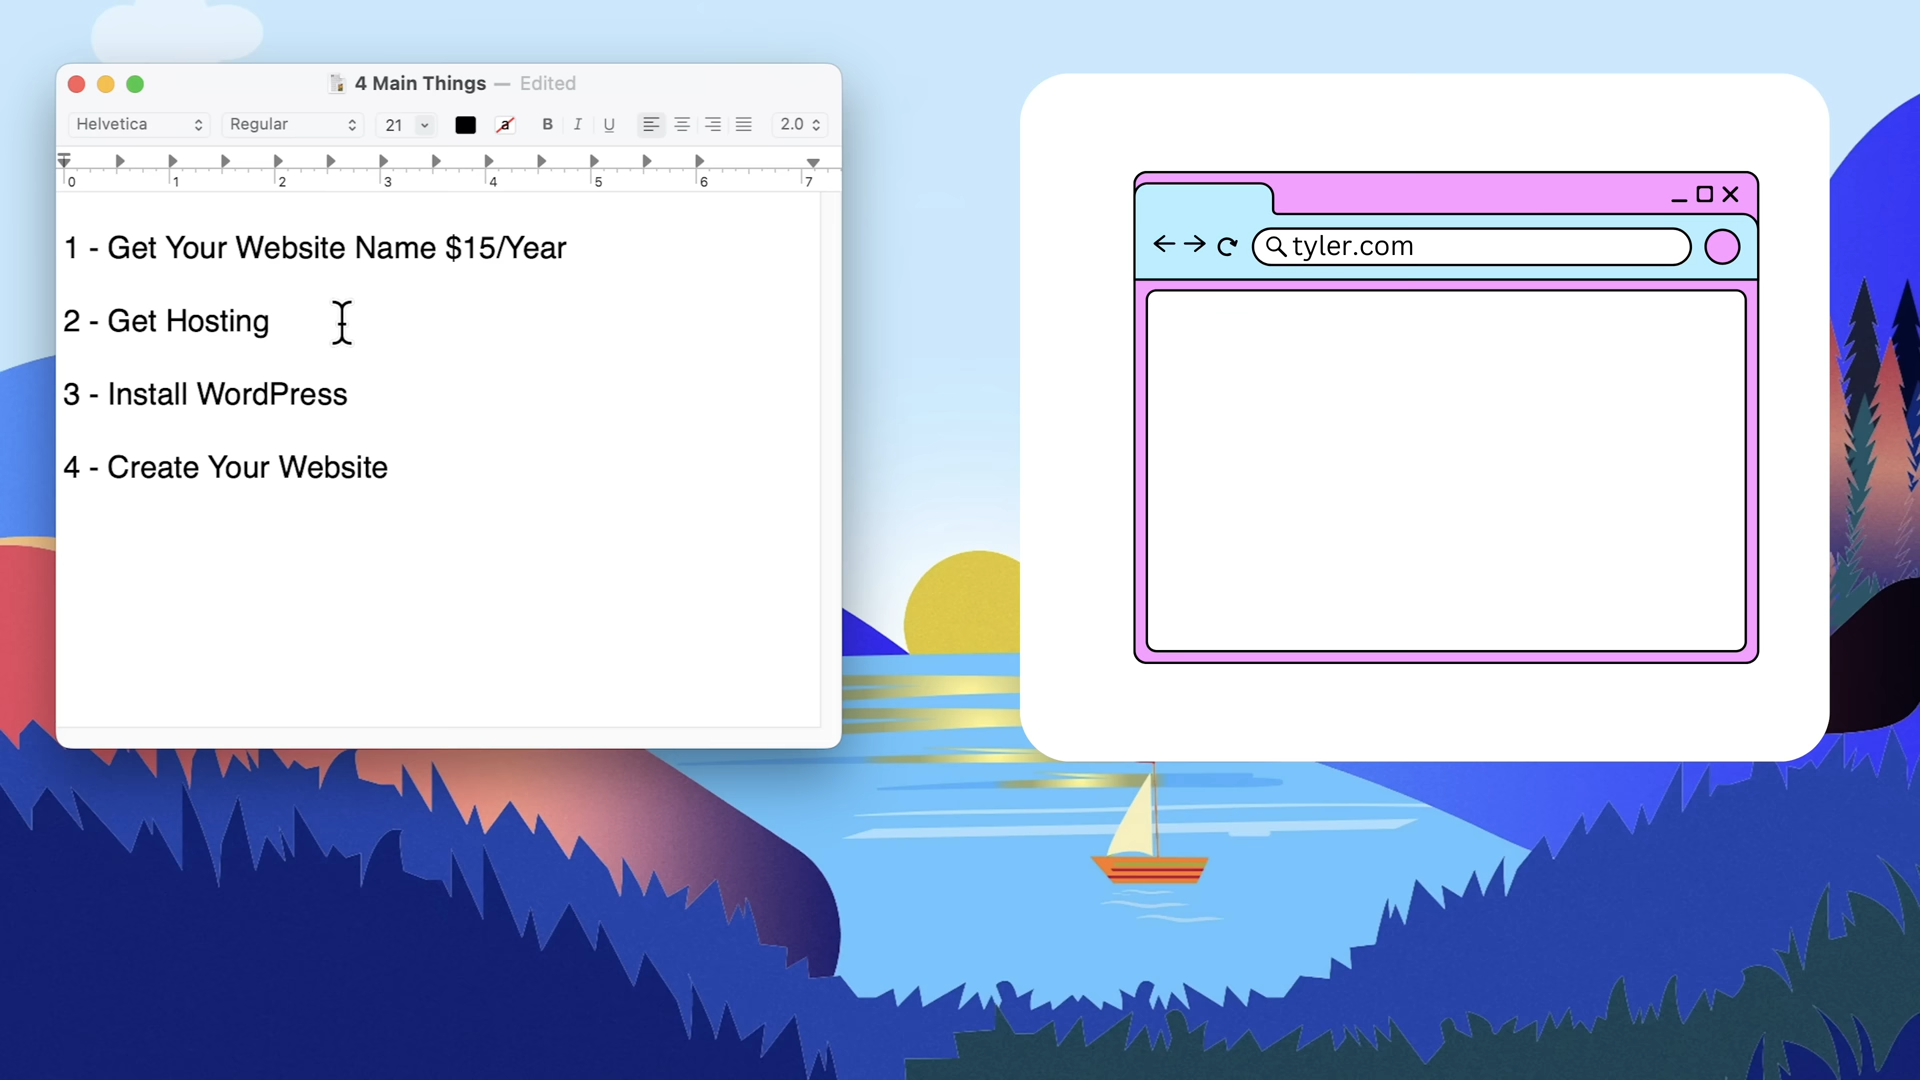 4 Main Things — Edited
Helvetica Regular 21 a B I U 2.0
0 1 2 3 4 5 6 7
1 - Get Your Website Name $15/Year
2 - Get Hosting
3 - Install WordPress
4 - Create Your Website
tyler.com